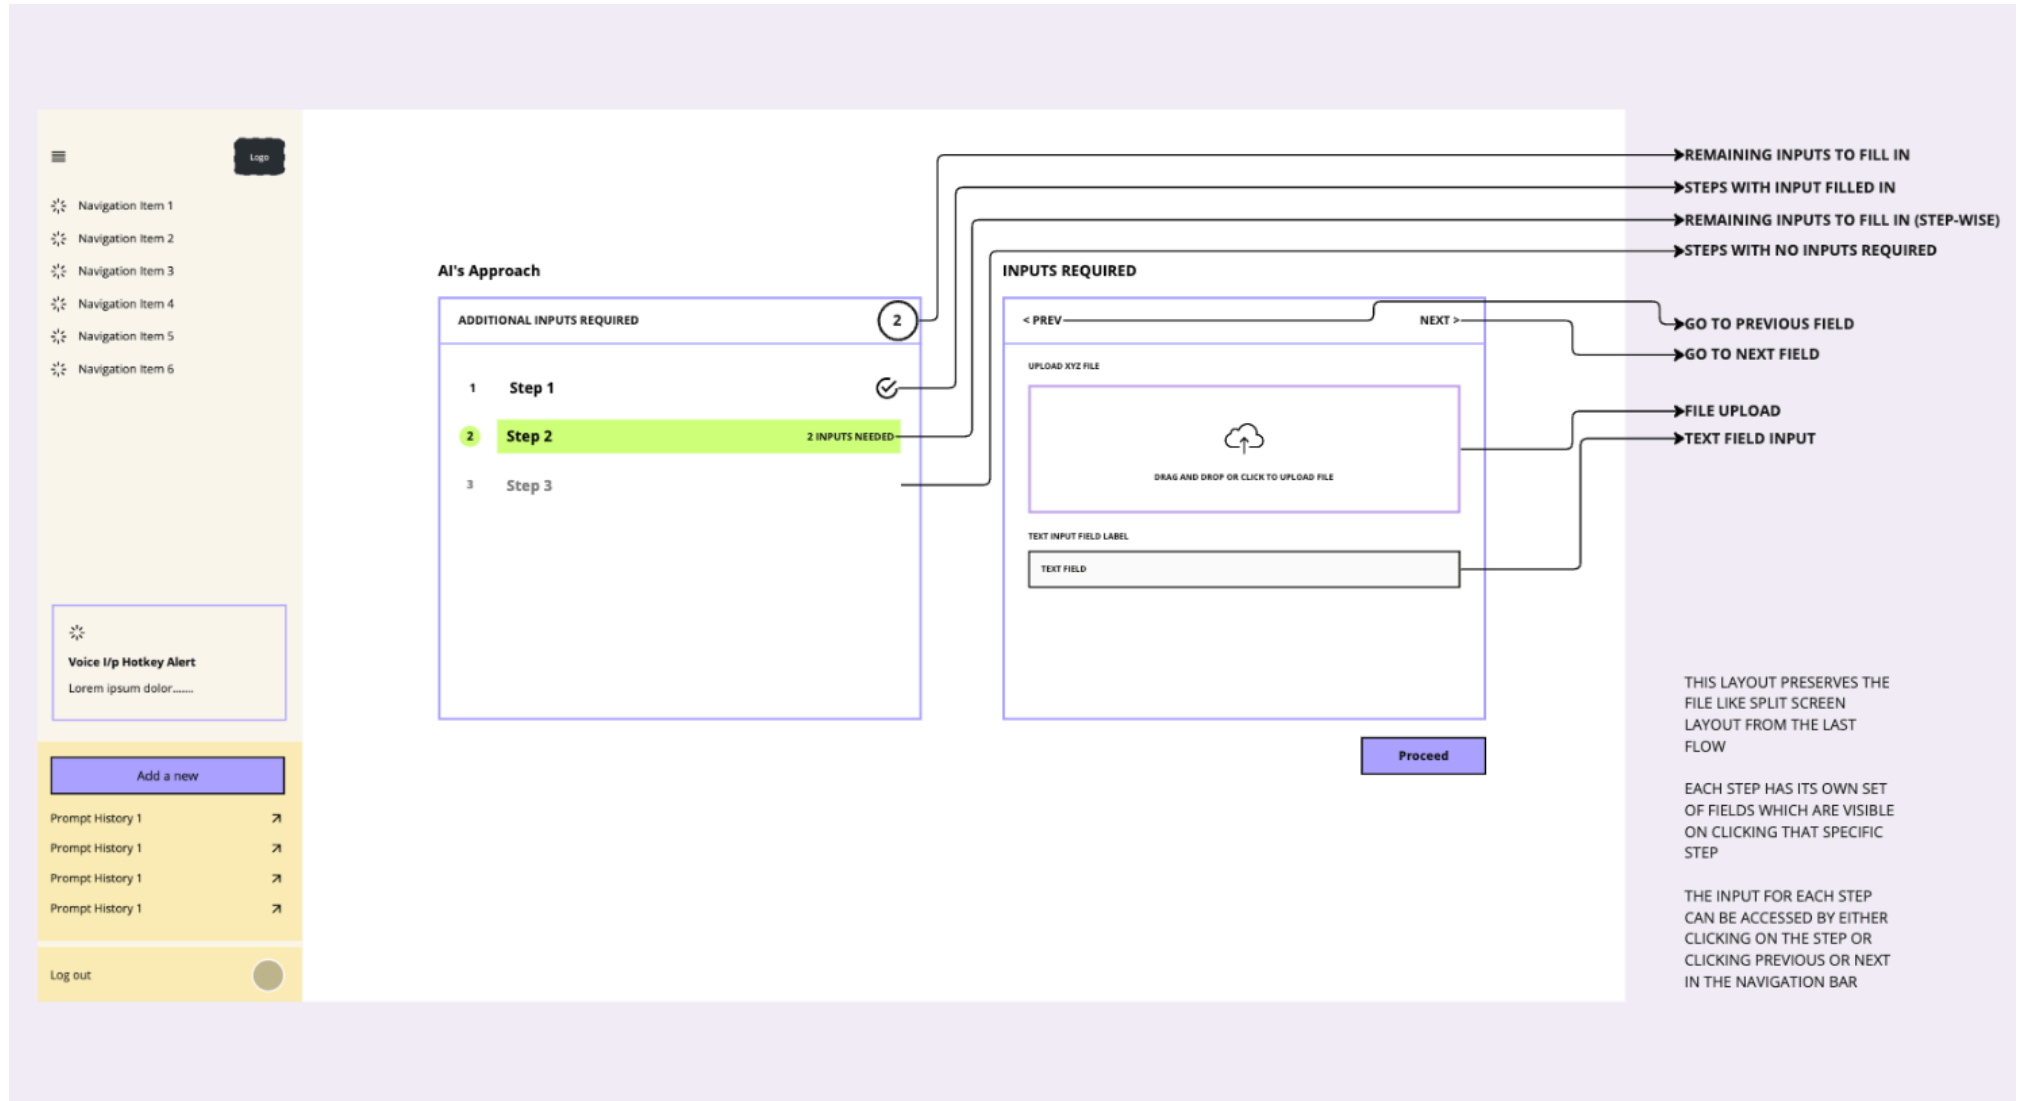 Logo
Navigation Item 1
Navigation Item 2
Navigation Item 3
Navigation Item 4
Navigation Item 5
Navigation Item 6
Voice I/p Hotkey Alert
Lorem ipsum dolor.......
Add a new
Prompt History 1
Prompt History 1
Prompt History 1
Prompt History 1
Log out
AI's Approach
ADDITIONAL INPUTS REQUIRED
2
1 Step 1
2 Step 2 2 INPUTS NEEDED
3 Step 3
INPUTS REQUIRED
< PREV NEXT >
UPLOAD XYZ FILE
DRAG AND DROP OR CLICK TO UPLOAD FILE
TEXT INPUT FIELD LABEL
TEXT FIELD
Proceed
REMAINING INPUTS TO FILL IN
STEPS WITH INPUT FILLED IN
REMAINING INPUTS TO FILL IN (STEP-WISE)
STEPS WITH NO INPUTS REQUIRED
GO TO PREVIOUS FIELD
GO TO NEXT FIELD
FILE UPLOAD
TEXT FIELD INPUT
THIS LAYOUT PRESERVES THE
FILE LIKE SPLIT SCREEN
LAYOUT FROM THE LAST
FLOW
EACH STEP HAS ITS OWN SET
OF FIELDS WHICH ARE VISIBLE
ON CLICKING THAT SPECIFIC
STEP
THE INPUT FOR EACH STEP
CAN BE ACCESSED BY EITHER
CLICKING ON THE STEP OR
CLICKING PREVIOUS OR NEXT
IN THE NAVIGATION BAR